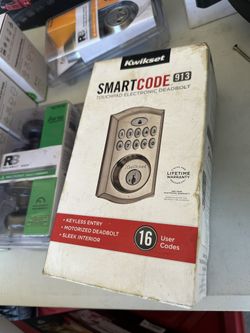 Kwikset
SMARTCODE 913
TOUCHPAD ELECTRONIC DEADBOLT
LIFETIME
WARRANTY
• KEYLESS ENTRY
• MOTORIZED DEADBOLT
• SLEEK INTERIOR
16 User
Codes